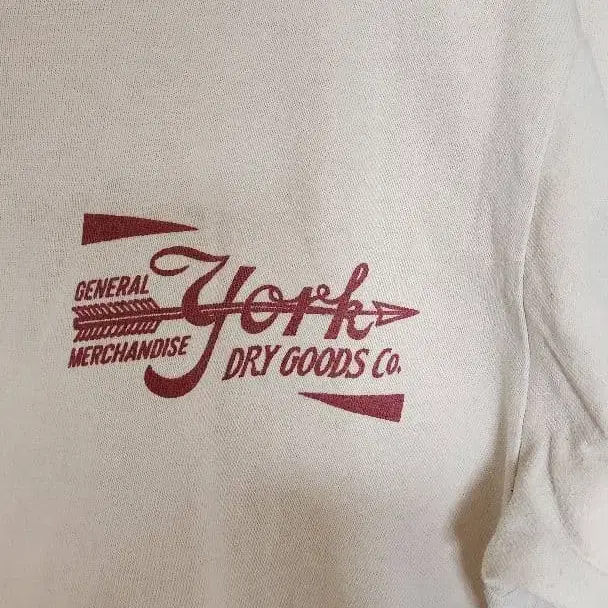 GENERAL
York
MERCHANDISE
DRY GOODS Co.